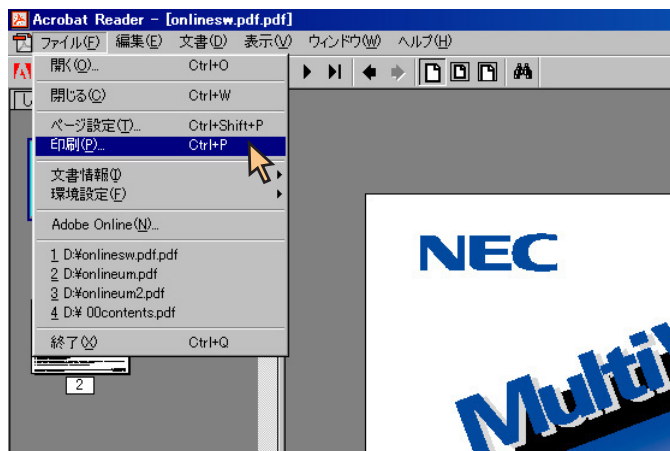 Acrobat Reader - [onlinesw.pdf.pdf]
ファイル(F) 編集(E) 文書(D) 表示(V) ウィンドウ(W) ヘルプ(H)
開く(O)... Ctrl+O
閉じる(C) Ctrl+W
ページ設定(T)... Ctrl+Shift+P
印刷(P)... Ctrl+P
文書情報(I)
環境設定(F)
Adobe Online(N)...
1 D:¥onlinesw.pdf.pdf
2 D:¥onlineum.pdf
3 D:¥onlineum2.pdf
4 D:¥ 00contents.pdf
終了(X) Ctrl+Q
2
NEC
Multi